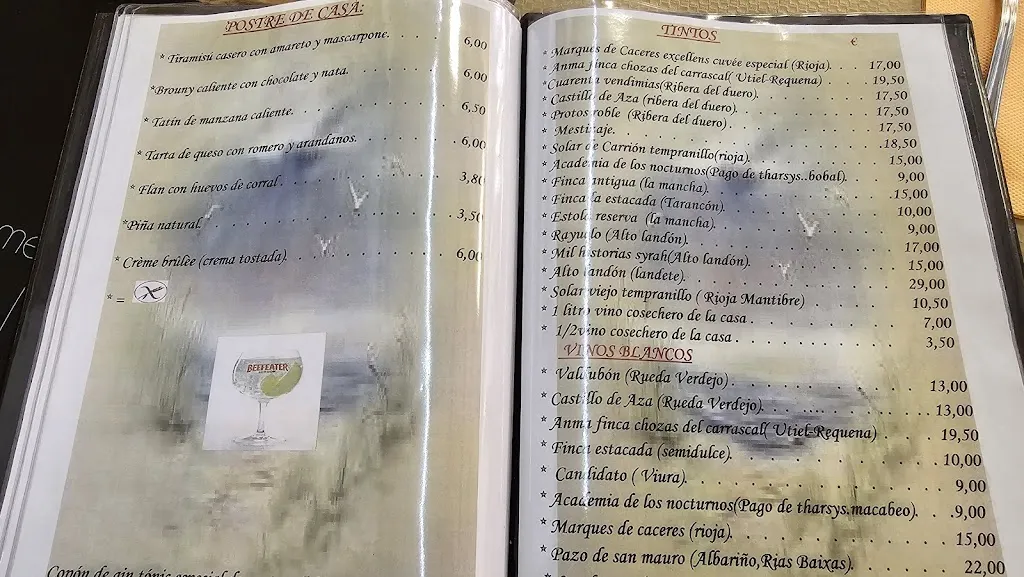 POSTRE DE CASA:
* Tiramisú casero con amareto y mascarpone. 6,00
*Brouny caliente con chocolate y nata. 6,00
* Tatín de manzana caliente. 6,50
* Tarta de queso con romero y arandanos. 6,00
* Flan con huevos de corral 3,80
*Piña natural. 3,50
* Crème brûlèe (crema tostada). 6,00
* =
BEEFEATER
Copón de gin tónic especial
TINTOS
€
* Marques de Caceres excellens cuvée especial (Rioja). 17,00
* Anma finca chozas del carrascal( Utiel-Requena) 19,50
*Cuarenta vendimias(Ribera del duero). 17,50
* Castillo de Aza (ribera del duero). 17,50
* Protos roble (Ribera del duero) 17,50
* Mestizaje. 18,50
* Solar de Carrión tempranillo(rioja). 15,00
* Academia de los nocturnos(Pago de tharsys..bobal). 9,00
* Finca antigua (la mancha). 15,00
* Finca la estacada (Tarancón). 10,00
* Estola reserva (la mancha). 9,00
* Rayuelo (Alto landón). 17,00
* Mil historias syrah(Alto landón). 15,00
* Alto landón (landete). 29,00
* Solar viejo tempranillo ( Rioja Mantibre) 10,50
* 1 litro vino cosechero de la casa 7,00
* 1/2 vino cosechero de la casa 3,50
VINOS BLANCOS
* Valdubón (Rueda Verdejo) 13,00
* Castillo de Aza (Rueda Verdejo). 13,00
* Anma finca chozas del carrascal( Utiel-Requena) 19,50
* Finca estacada (semidulce). 10,00
* Candidato ( Viura). 9,00
* Academia de los nocturnos(Pago de tharsys.macabeo). 9,00
* Marques de caceres (rioja). 15,00
* Pazo de san mauro (Albariño,Rias Baixas). 22,00